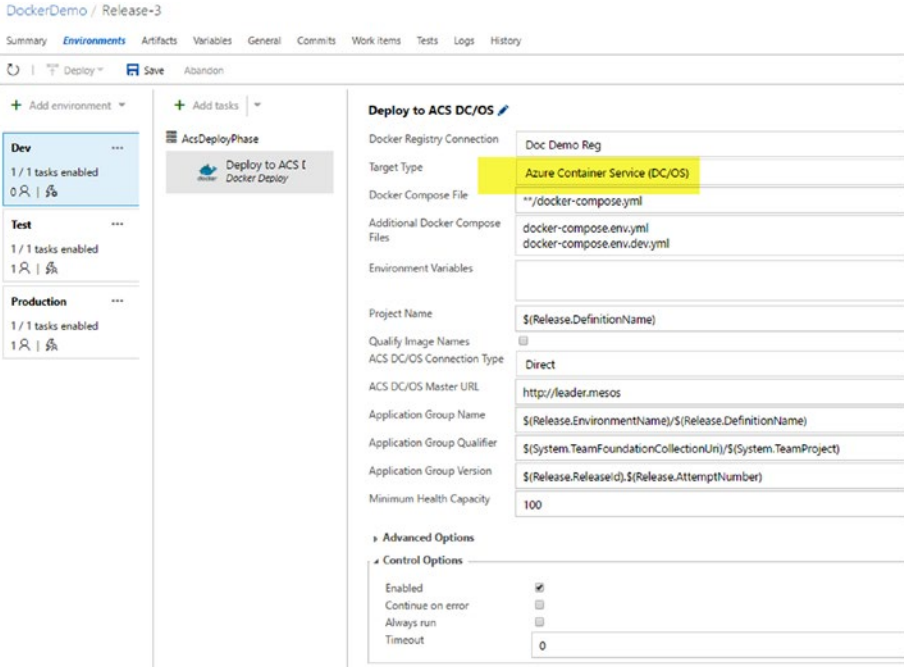 DockerDemo / Release-3
Summary Environments Artifacts Variables General Commits Work items Tests Logs History
Deploy Save Abandon
+ Add environment
Dev ...
1 / 1 tasks enabled
0
Test ...
1 / 1 tasks enabled
1
Production ...
1 / 1 tasks enabled
1
+ Add tasks
AcsDeployPhase
Deploy to ACS D
docker Docker Deploy
Deploy to ACS DC/OS
Docker Registry Connection Doc Demo Reg
Target Type Azure Container Service (DC/OS)
Docker Compose File **/docker-compose.yml
Additional Docker Compose Files
docker-compose.env.yml
docker-compose.env.dev.yml
Environment Variables
Project Name $(Release.DefinitionName)
Qualify Image Names
ACS DC/OS Connection Type Direct
ACS DC/OS Master URL http://leader.mesos
Application Group Name $(Release.EnvironmentName)/$(Release.DefinitionName)
Application Group Qualifier $(System.TeamFoundationCollectionUri)/$(System.TeamProject)
Application Group Version $(Release.ReleaseId).$(Release.AttemptNumber)
Minimum Health Capacity 100
Advanced Options
Control Options
Enabled
Continue on error
Always run
Timeout 0